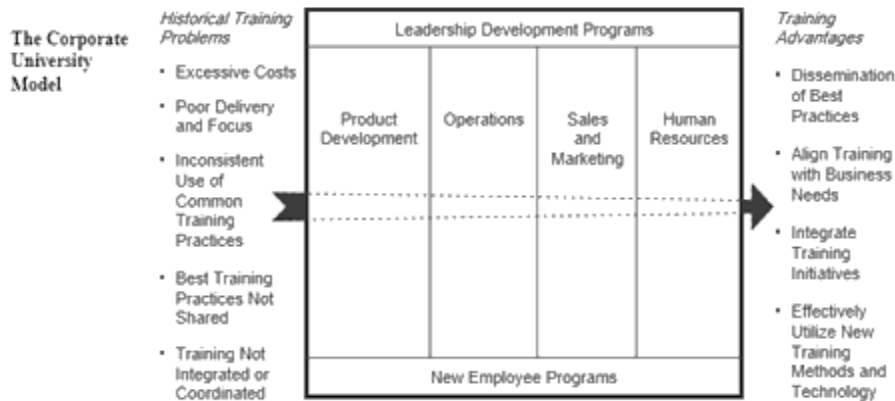 The Corporate
University
Model
Historical Training
Problems
• Excessive Costs
• Poor Delivery
and Focus
• Inconsistent
Use of
Common
Training
Practices
• Best Training
Practices Not
Shared
• Training Not
Integrated or
Coordinated
Leadership Development Programs
Product
Development
Operations
Sales
and
Marketing
Human
Resources
New Employee Programs
Training
Advantages
• Dissemination
of Best
Practices
• Align Training
with Business
Needs
• Integrate
Training
Initiatives
• Effectively
Utilize New
Training
Methods and
Technology